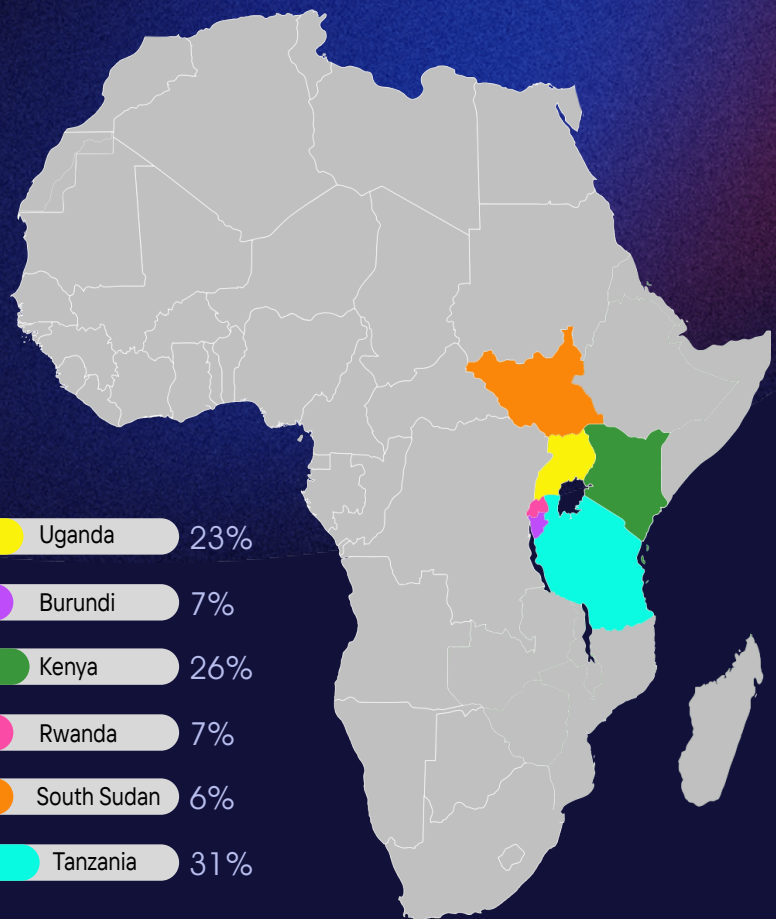 Uganda 23%
Burundi 7%
Kenya 26%
Rwanda 7%
South Sudan 6%
Tanzania 31%